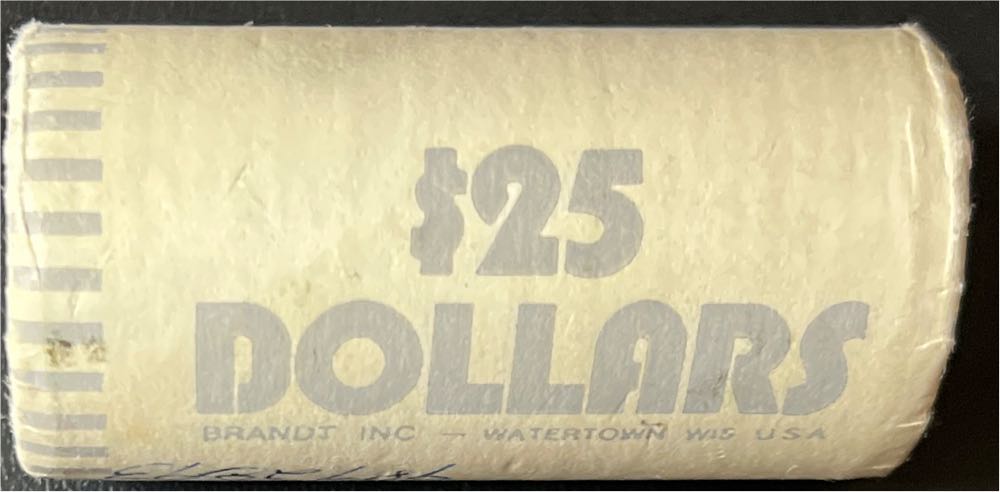 $25
DOLLARS
BRANDT INC - WATERTOWN WIS USA